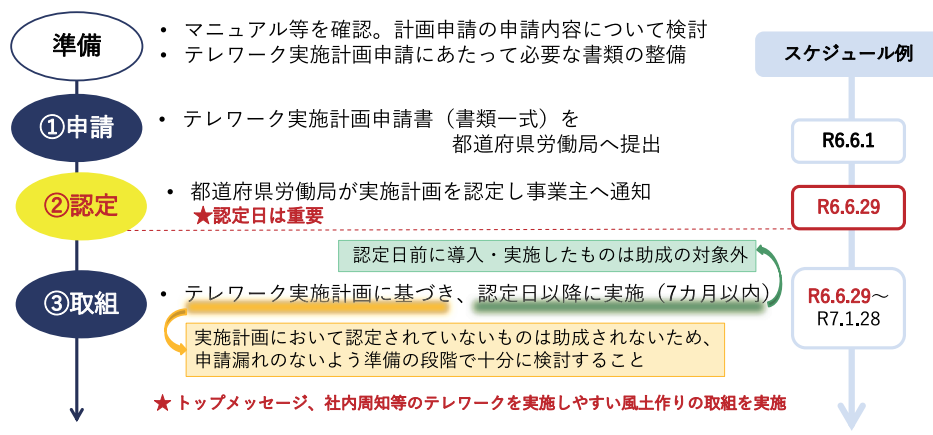 準備
・ マニュアル等を確認。計画申請の申請内容について検討
・ テレワーク実施計画申請にあたって必要な書類の整備
スケジュール例
①申請
・ テレワーク実施計画申請書（書類一式）を
都道府県労働局へ提出
R6.6.1
②認定
・ 都道府県労働局が実施計画を認定し事業主へ通知
★認定日は重要
R6.6.29
認定日前に導入・実施したものは助成の対象外
③取組
・ テレワーク実施計画に基づき、認定日以降に実施（7カ月以内）
R6.6.29～
R7.1.28
実施計画において認定されていないものは助成されないため、
申請漏れのないよう準備の段階で十分に検討すること
★ トップメッセージ、社内周知等のテレワークを実施しやすい風土作りの取組を実施